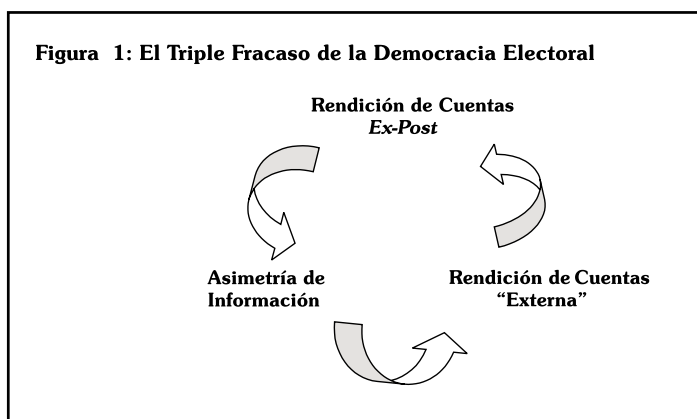 Figura 1: El Triple Fracaso de la Democracia Electoral
Rendición de Cuentas
Ex-Post
Asimetría de
Información
Rendición de Cuentas
“Externa”